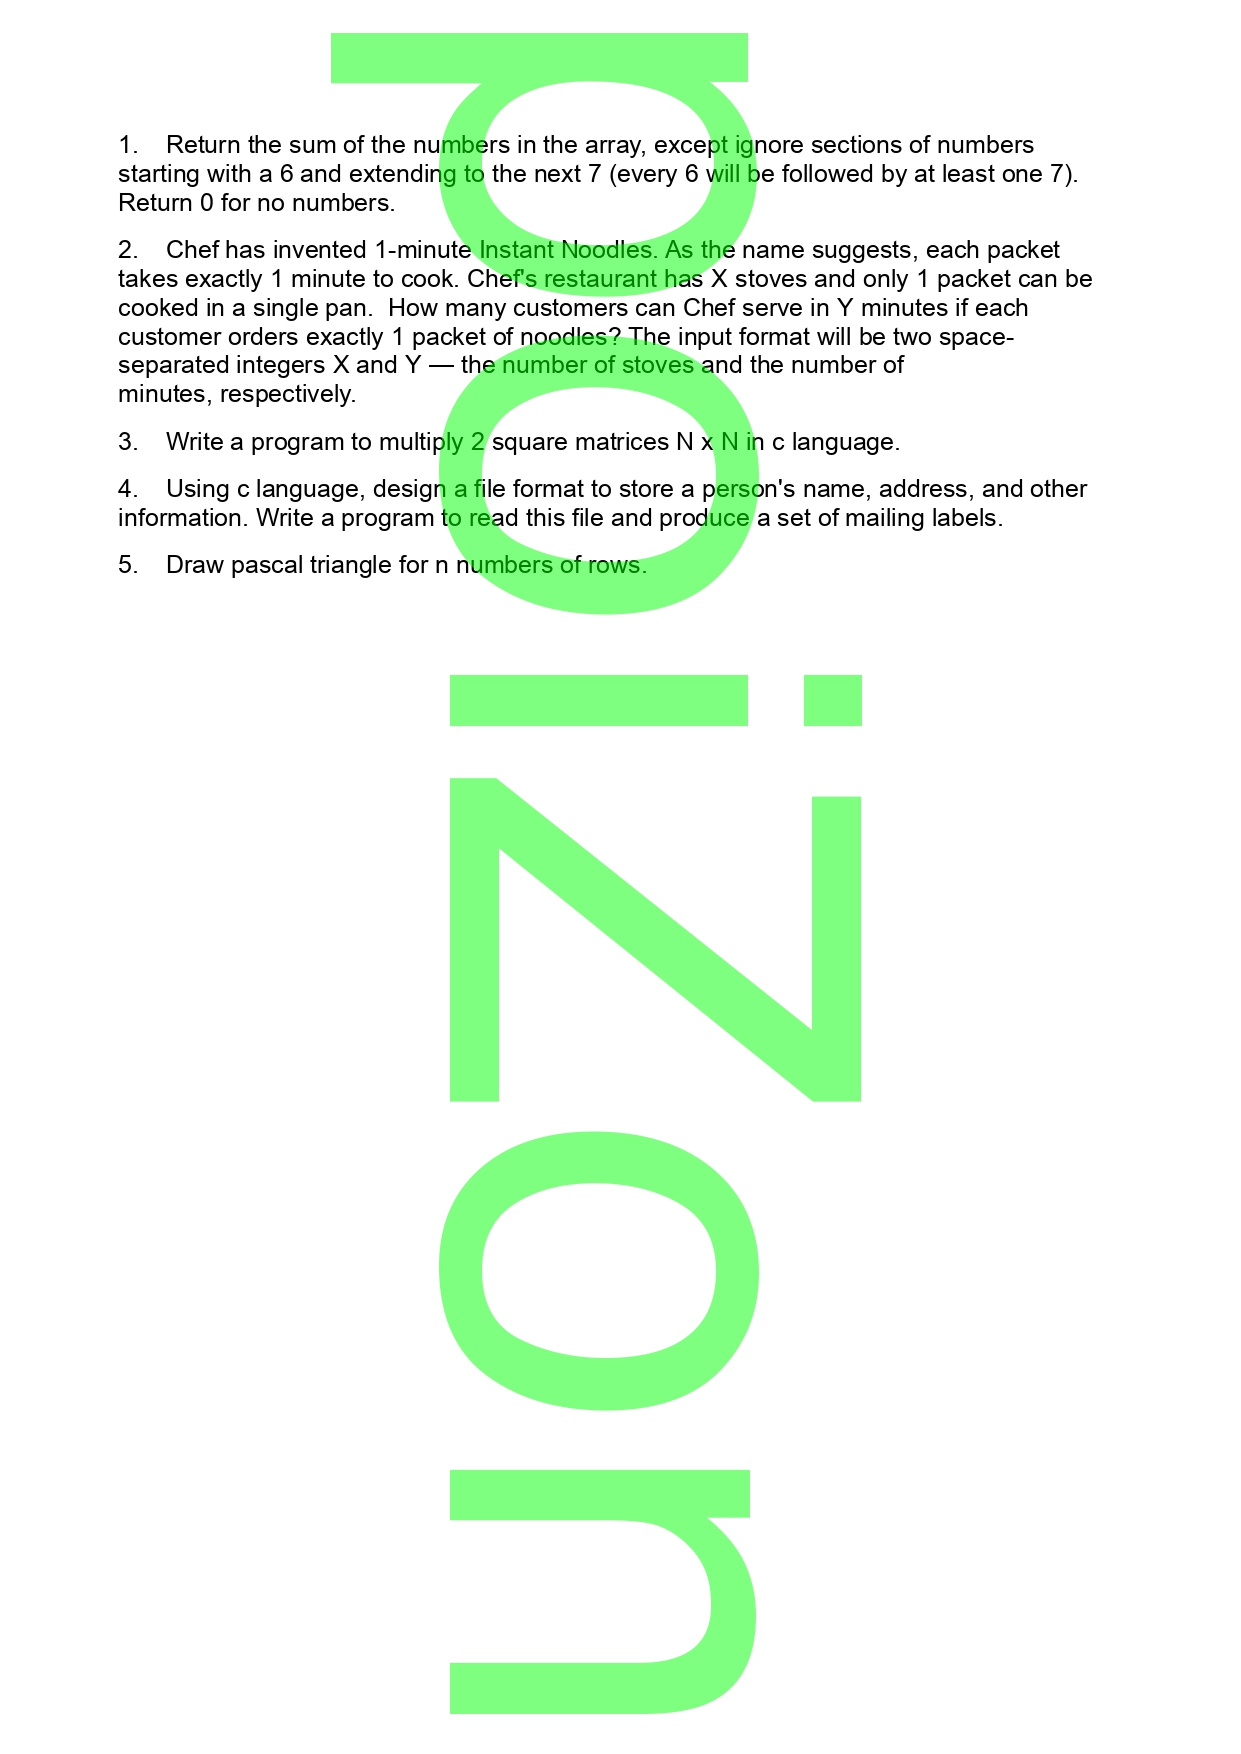 1. Return the sum of the numbers in the array, except ignore sections of numbers
starting with a 6 and extending to the next 7 (every 6 will be followed by at least one 7).
Return 0 for no numbers.
2. Chef has invented 1-minute Instant Noodles. As the name suggests, each packet
takes exactly 1 minute to cook. Chef's restaurant has X stoves and only 1 packet can be
cooked in a single pan.  How many customers can Chef serve in Y minutes if each
customer orders exactly 1 packet of noodles? The input format will be two space-
separated integers X and Y — the number of stoves and the number of
minutes, respectively.
3. Write a program to multiply 2 square matrices N x N in c language.
4. Using c language, design a file format to store a person's name, address, and other
information. Write a program to read this file and produce a set of mailing labels.
5. Draw pascal triangle for n numbers of rows.
poiZon